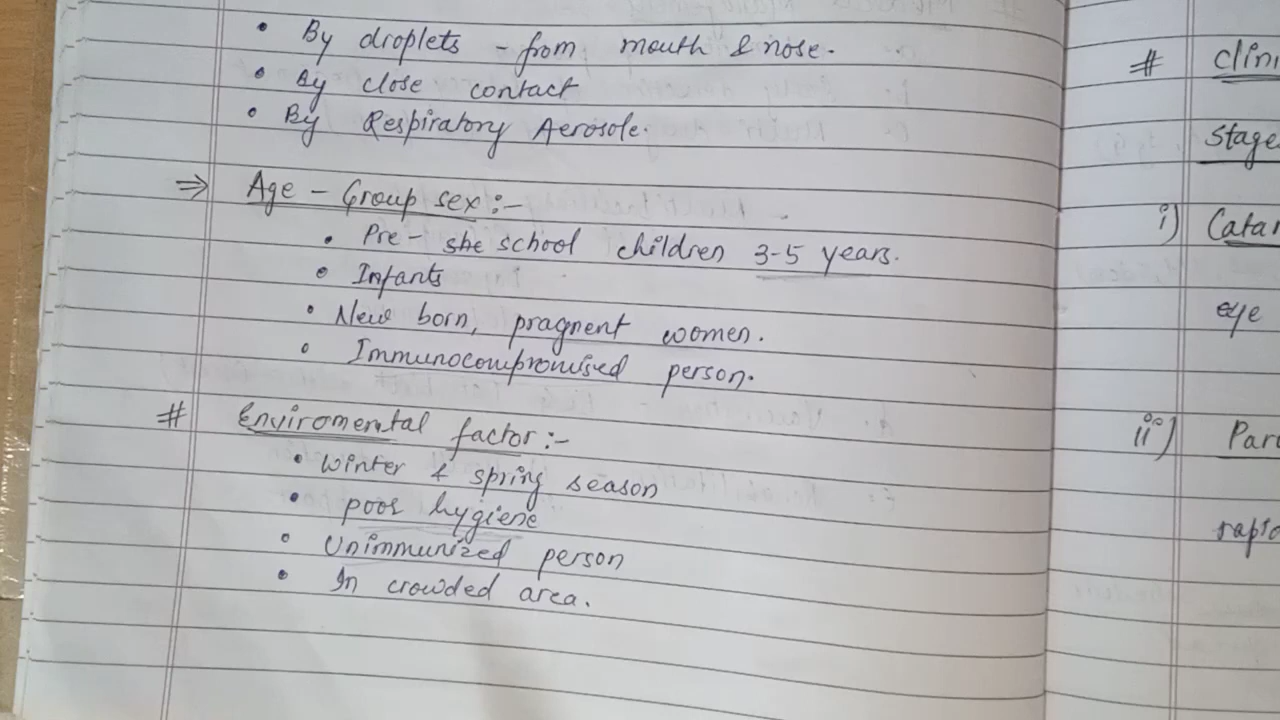 • By droplets - from mouth & nose.
• By close contact
• By Respiratory Aerosole.
⇒ Age - Group sex:-
• Pre - she school children 3-5 years.
• Infants
• New born, pragnent women.
• Immunocompromised person.
# Enviromental factor:-
• Winter & spring season
• poor hygiene
• Unimmunized person
• In crowded area.
# clini
stage
i) Catar
eye
ii) Par
rapid